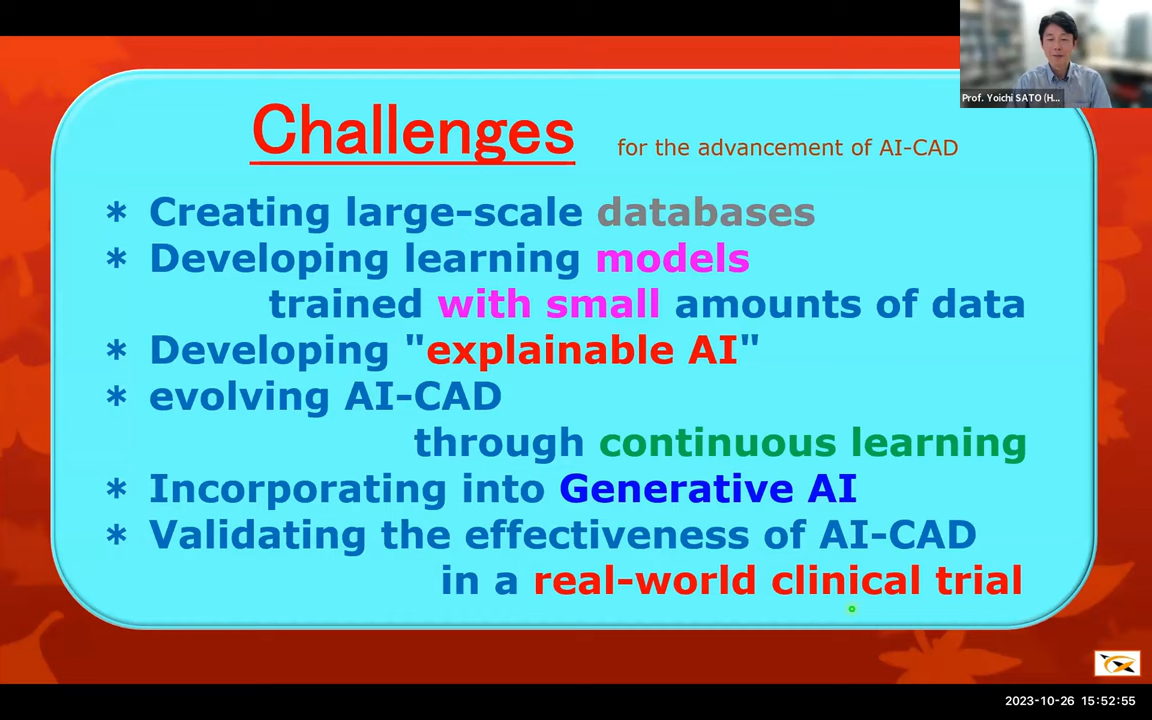 Prof. Yoichi SATO (H...
Challenges for the advancement of AI-CAD
* Creating large-scale databases
* Developing learning models
trained with small amounts of data
* Developing "explainable AI"
* evolving AI-CAD
through continuous learning
* Incorporating into Generative AI
* Validating the effectiveness of AI-CAD
in a real-world clinical trial
2023-10-26 15:52:55